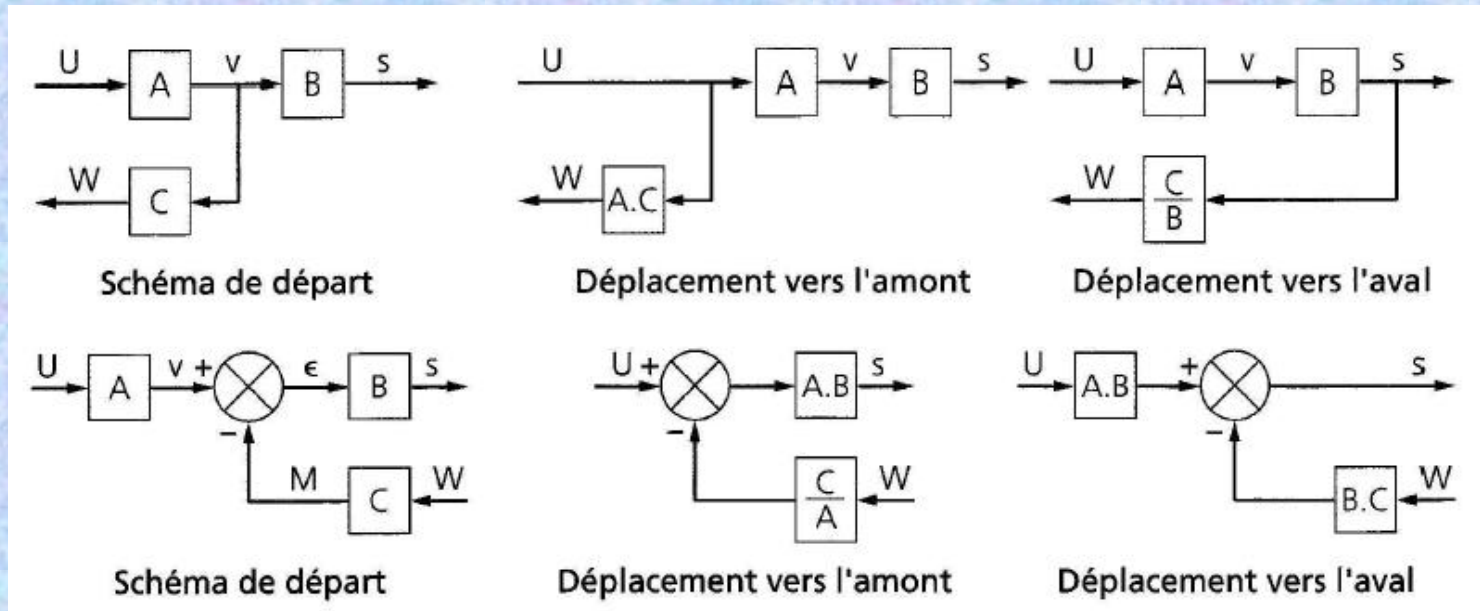 U A v B s
W C
Schéma de départ
U A v B s
W A.C
Déplacement vers l'amont
U A v B s
W C
B
Déplacement vers l'aval
U A v + ϵ B s
-
M C W
Schéma de départ
U + A.B s
-
C
A W
Déplacement vers l'amont
U A.B + s
-
B.C W
Déplacement vers l'aval